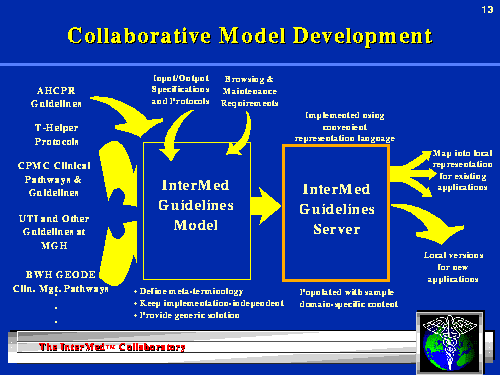 13
Collaborative Model Development
Input/Output
Specifications
and Protocols
Browsing &
Maintenance
Requirements
AHCPR
Guidelines
T-Helper
Protocols
CPMC Clinical
Pathways &
Guidelines
UTI and Other
Guidelines at
MGH
BWH GEODE
Clin. Mgt. Pathways
.
.
.
InterMed
Guidelines
Model
• Define meta-terminology
• Keep implementation-independent
• Provide generic solution
Implemented using
convenient
representation language
InterMed
Guidelines
Server
Populated with sample
domain-specific content
Map into local
representation
for existing
applications
Local versions
for new
applications
The InterMed™ Collaboratory